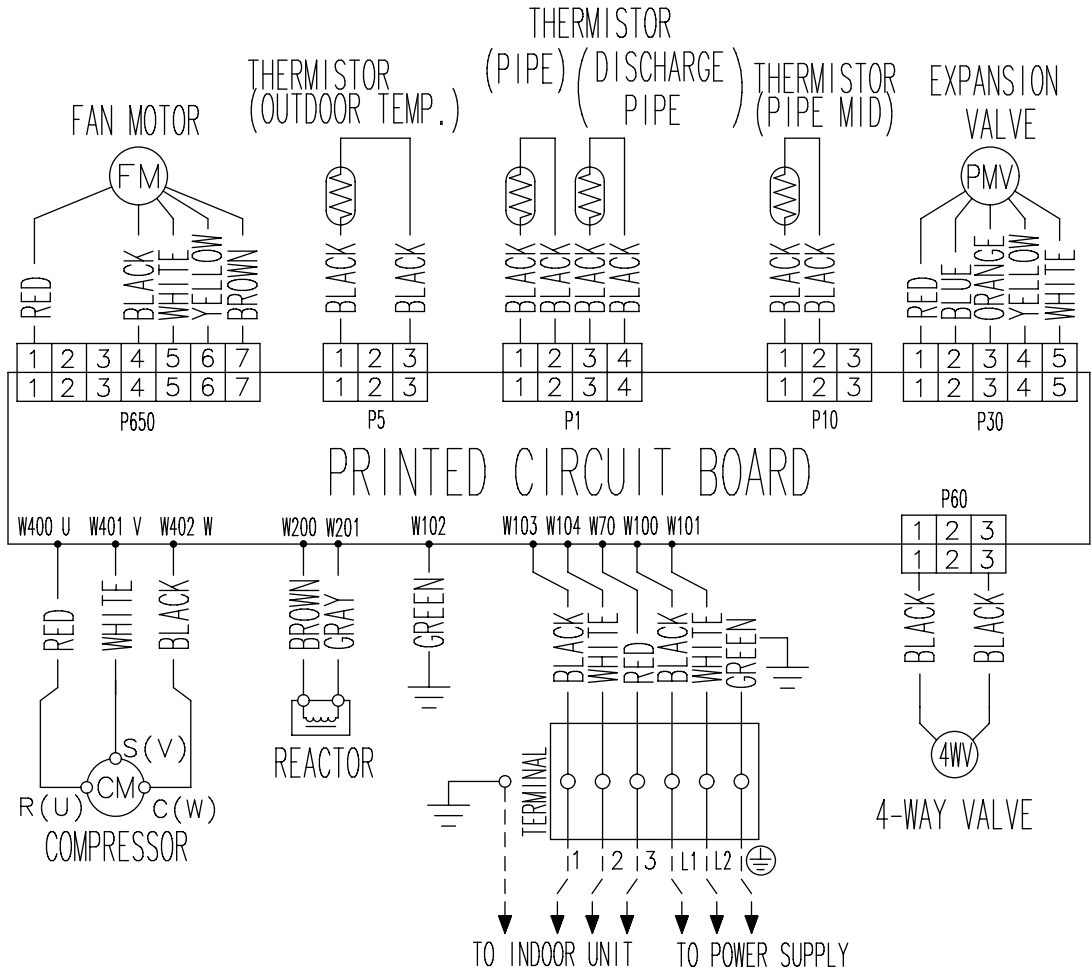 THERMISTOR
(PIPE) (DISCHARGE PIPE)
THERMISTOR
(OUTDOOR TEMP.)
THERMISTOR
(PIPE MID)
EXPANSION
VALVE
FAN MOTOR
FM
PMV
RED BLACK WHITE YELLOW BROWN
BLACK BLACK
BLACK BLACK BLACK BLACK
BLACK BLACK
RED BLUE ORANGE YELLOW WHITE
1 2 3 4 5 6 7
1 2 3 4 5 6 7
P650
1 2 3
1 2 3
P5
1 2 3 4
1 2 3 4
P1
1 2 3
1 2 3
P10
1 2 3 4 5
1 2 3 4 5
P30
PRINTED CIRCUIT BOARD
W400 U W401 V W402 W W200 W201 W102 W103 W104 W70 W100 W101
P60
1 2 3
1 2 3
RED WHITE BLACK
BROWN GRAY
GREEN
BLACK WHITE RED BLACK WHITE GREEN
BLACK BLACK
S(V)
CM
R(U) C(W)
COMPRESSOR
REACTOR
TERMINAL
4WV
4-WAY VALVE
1 2 3 L1 L2
TO INDOOR UNIT TO POWER SUPPLY